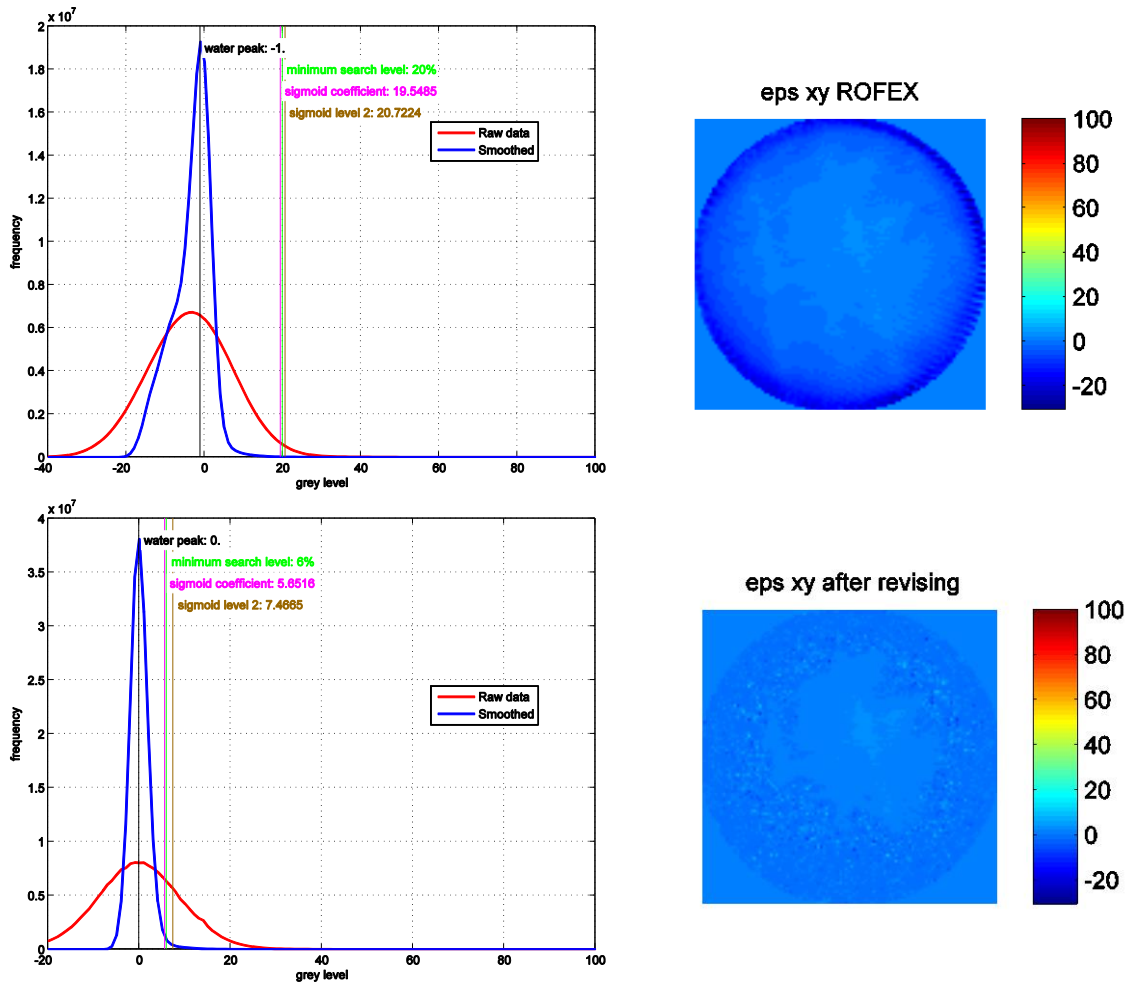 x 10^7
2
1.8
1.6
1.4
1.2
1
0.8
0.6
0.4
0.2
0
frequency
-40
-20
0
20
40
60
80
100
grey level
water peak: -1.
minimum search level: 20%
sigmoid coefficient: 19.5485
sigmoid level 2: 20.7224
Raw data
Smoothed
eps xy ROFEX
100
80
60
40
20
0
-20
x 10^7
4
3.5
3
2.5
2
1.5
1
0.5
0
frequency
-20
0
20
40
60
80
100
grey level
water peak: 0.
minimum search level: 6%
sigmoid coefficient: 5.6516
sigmoid level 2: 7.4665
Raw data
Smoothed
eps xy after revising
100
80
60
40
20
0
-20